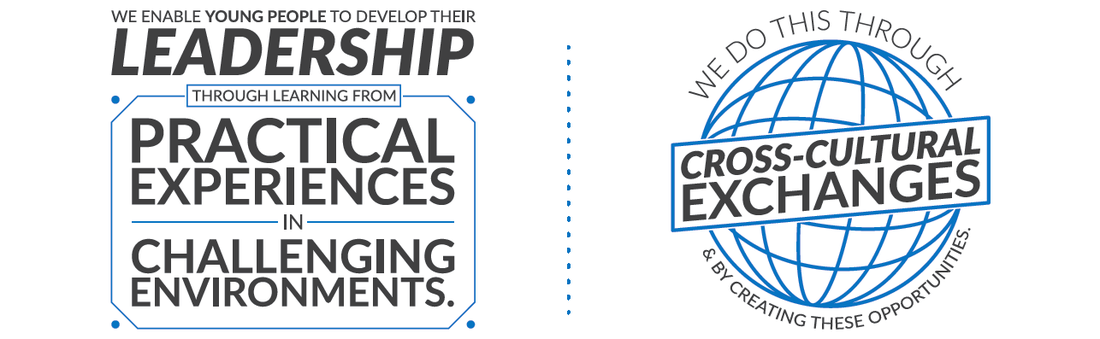 WE ENABLE YOUNG PEOPLE TO DEVELOP THEIR
LEADERSHIP
THROUGH LEARNING FROM
PRACTICAL
EXPERIENCES
IN
CHALLENGING
ENVIRONMENTS.
WE DO THIS THROUGH
CROSS-CULTURAL
EXCHANGES
& BY CREATING THESE OPPORTUNITIES.